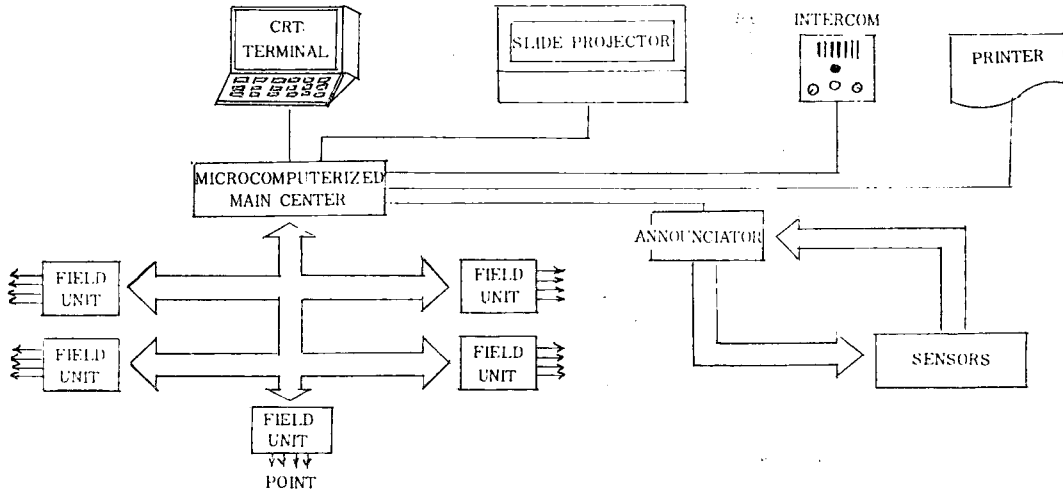 CRT
TERMINAL
SLIDE PROJECTOR
INTERCOM
PRINTER
MICROCOMPUTERIZED
MAIN CENTER
ANNOUNCIATOR
FIELD
UNIT
FIELD
UNIT
FIELD
UNIT
FIELD
UNIT
SENSORS
FIELD
UNIT
POINT